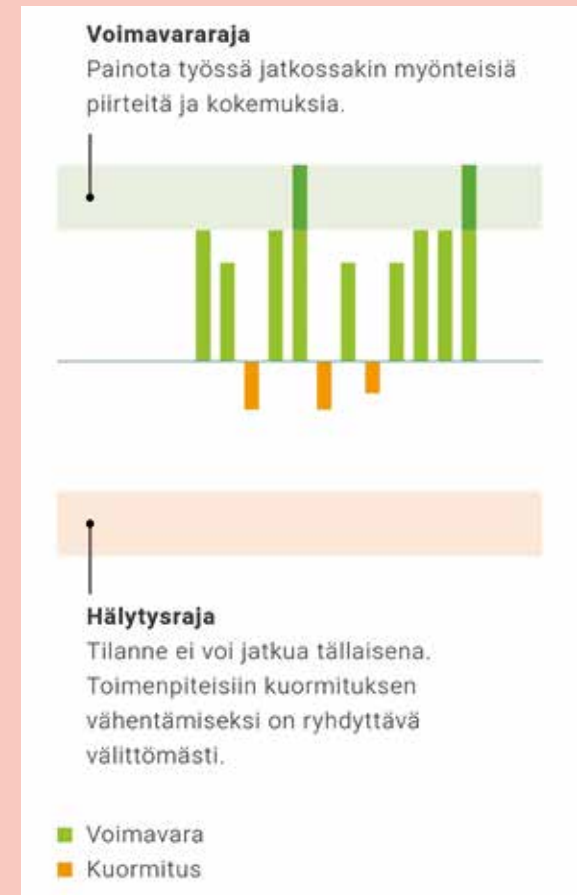 Voimavararaja
Painota työssä jatkossakin myönteisiä
piirteitä ja kokemuksia.
Hälytysraja
Tilanne ei voi jatkua tällaisena.
Toimenpiteisiin kuormituksen
vähentämiseksi on ryhdyttävä
välittömästi.
Voimavara
Kuormitus